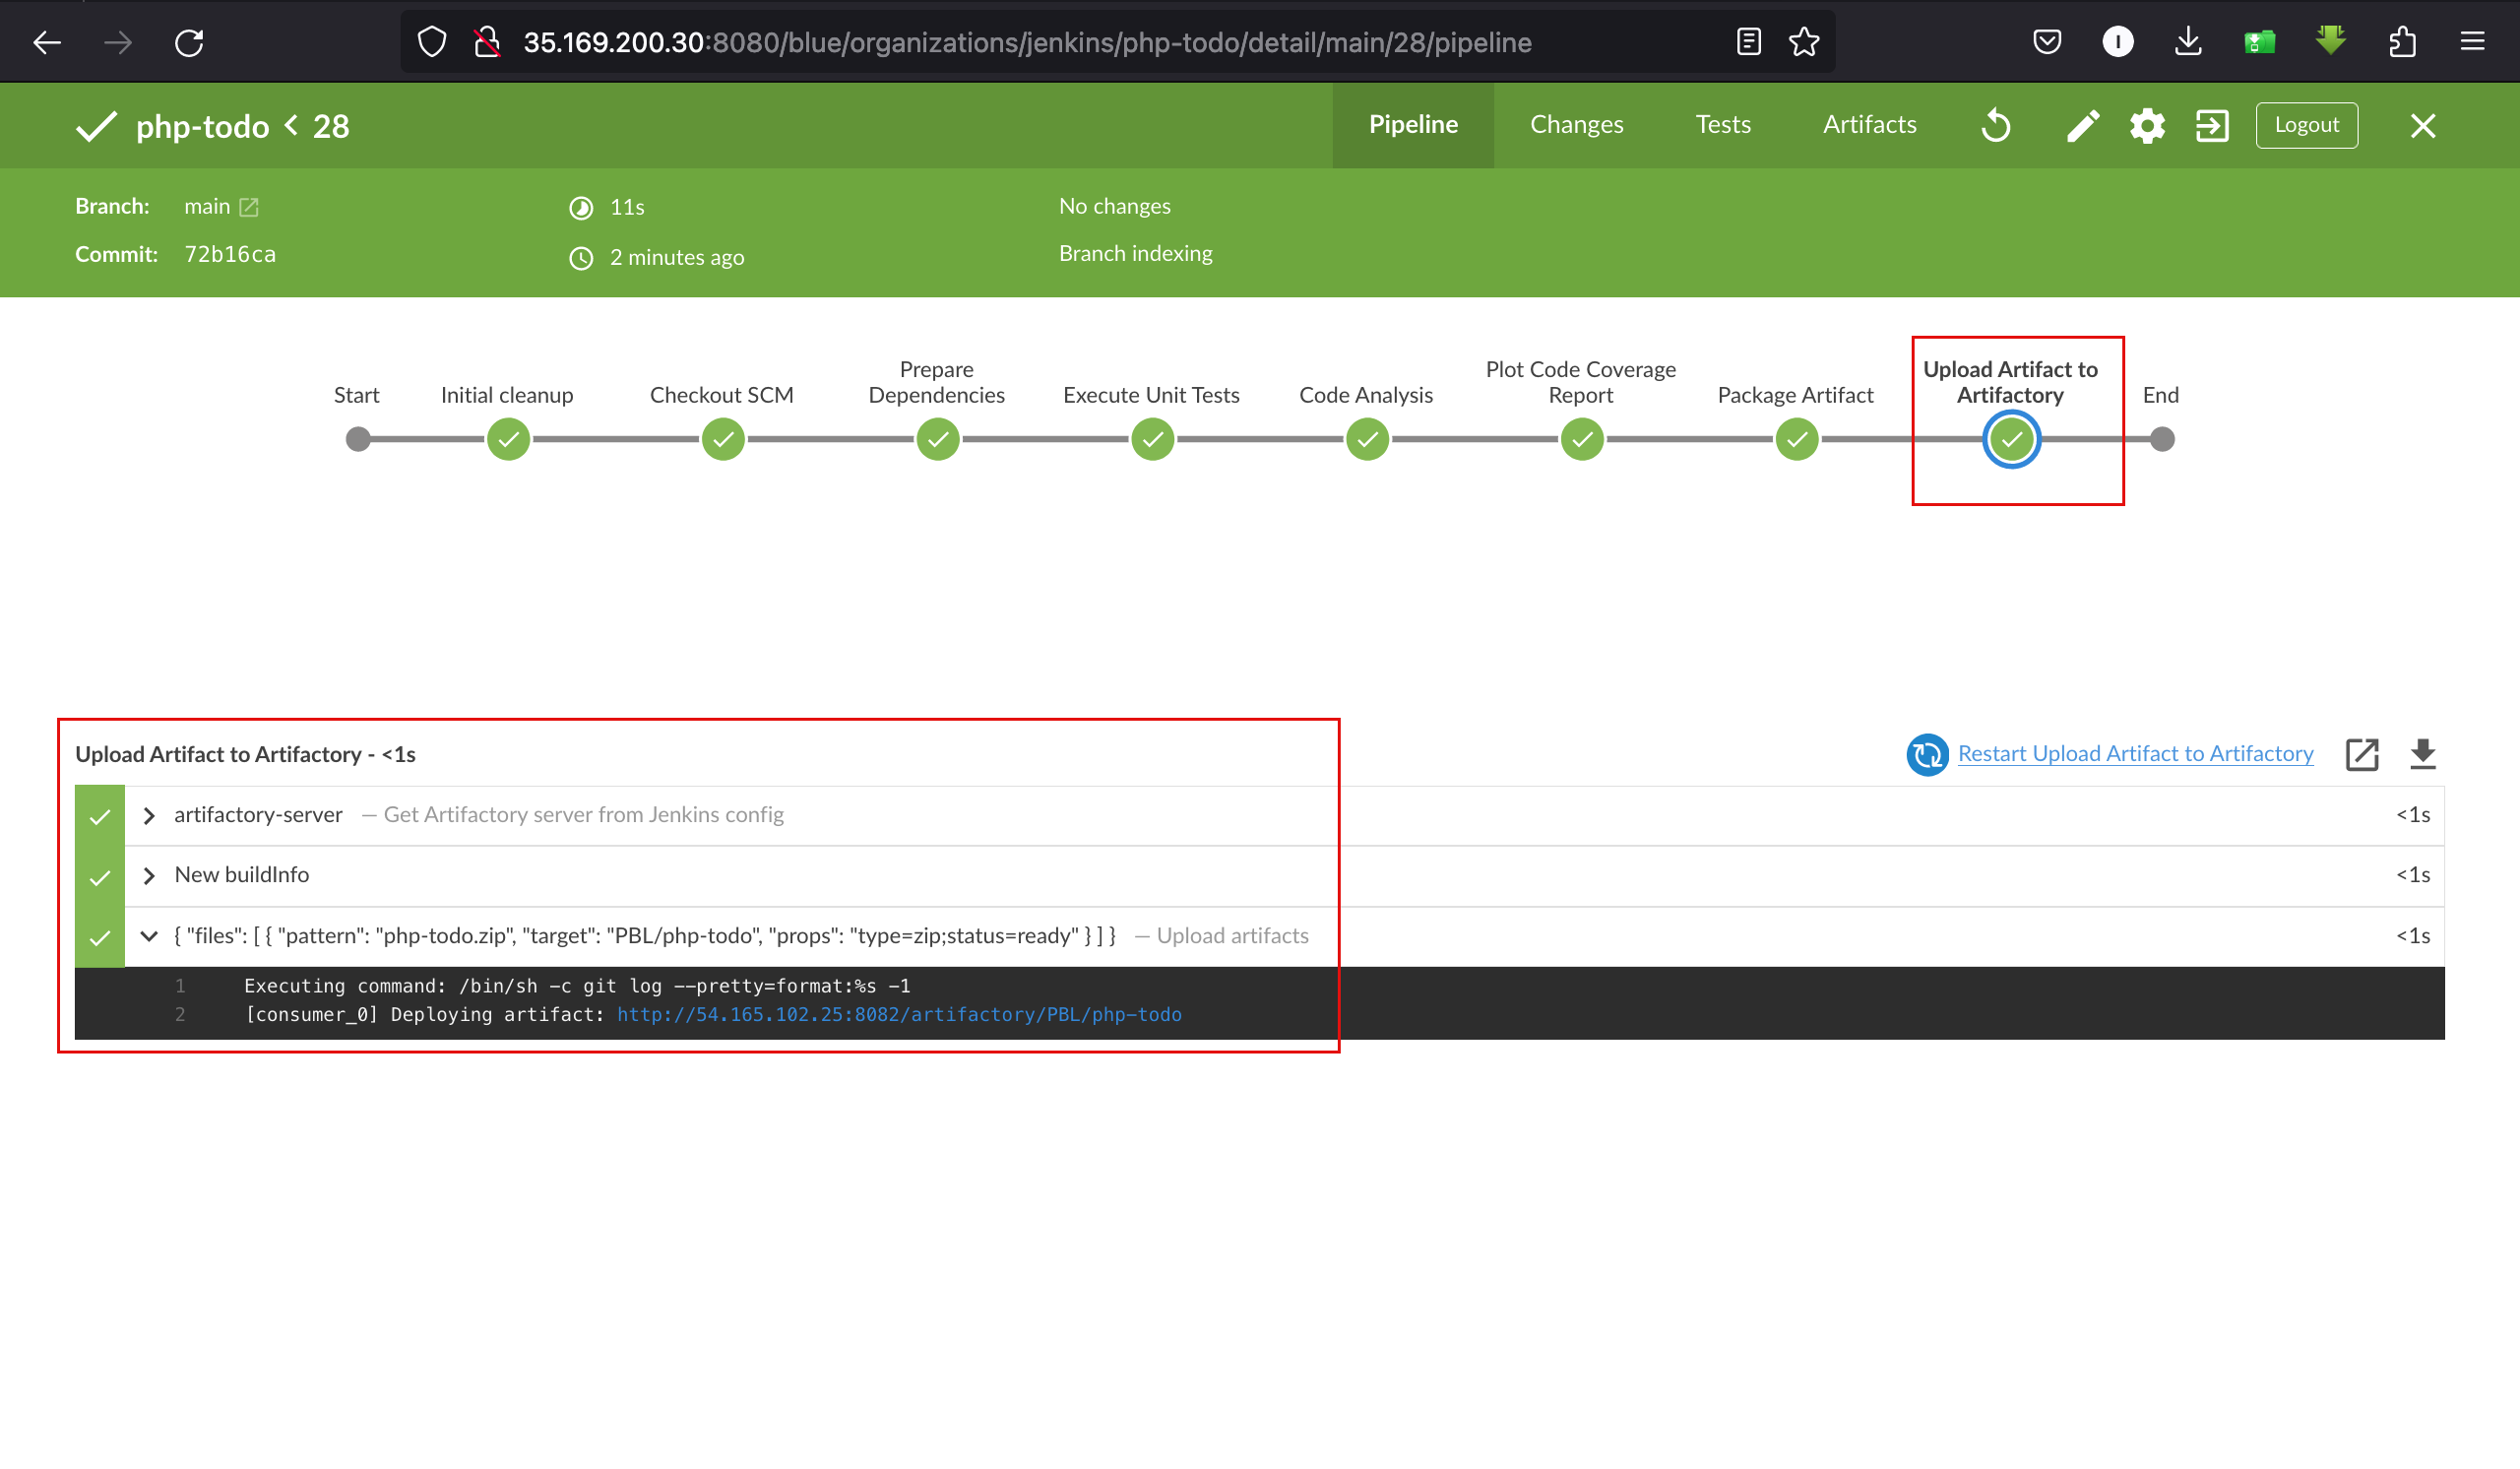 35.169.200.30:8080/blue/organizations/jenkins/php-todo/detail/main/28/pipeline
php-todo < 28
Pipeline Changes Tests Artifacts Logout
Branch: main 11s No changes
Commit: 72b16ca 2 minutes ago Branch indexing
Start
Initial cleanup
Checkout SCM
Prepare
Dependencies
Execute Unit Tests
Code Analysis
Plot Code Coverage
Report
Package Artifact
Upload Artifact to
Artifactory
End
Upload Artifact to Artifactory - <1s
Restart Upload Artifact to Artifactory
artifactory-server — Get Artifactory server from Jenkins config <1s
New buildInfo <1s
{ "files": [ { "pattern": "php-todo.zip", "target": "PBL/php-todo", "props": "type=zip;status=ready" } ] } — Upload artifacts <1s
1 Executing command: /bin/sh -c git log --pretty=format:%s -1
2 [consumer_0] Deploying artifact: http://54.165.102.25:8082/artifactory/PBL/php-todo